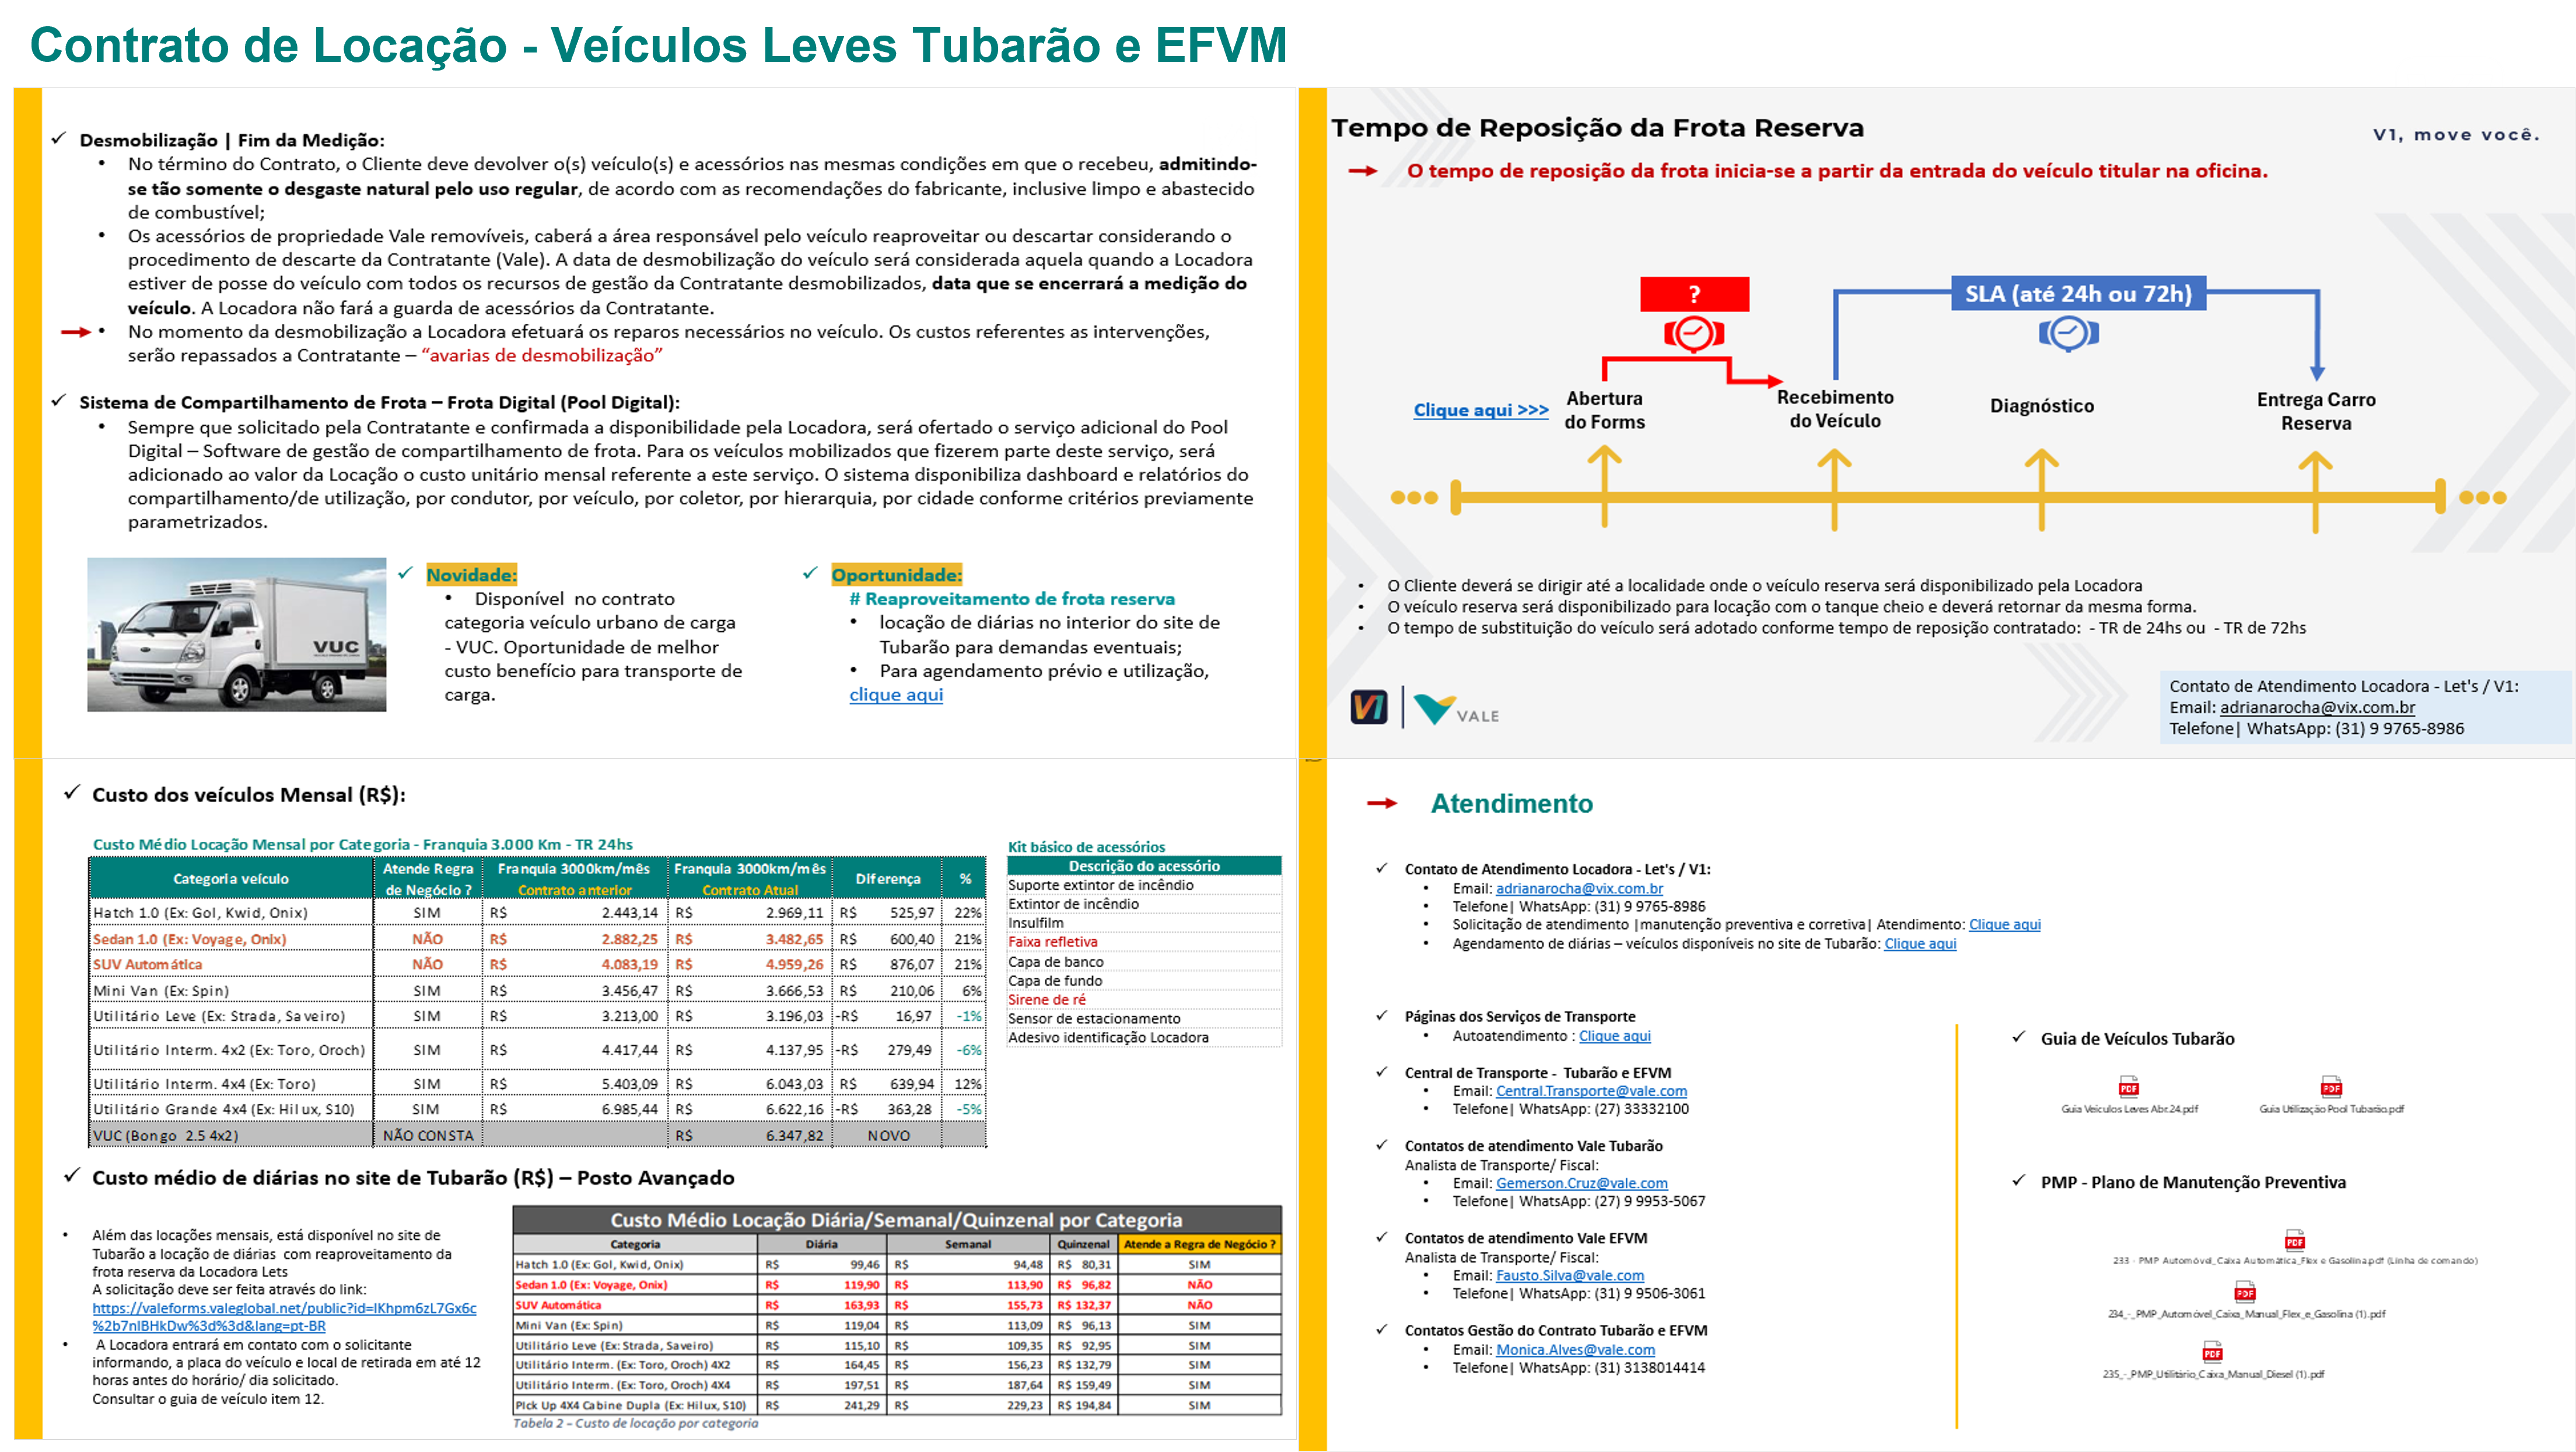 Contrato de Locação - Veículos Leves Tubarão e EFVM
✓ Desmobilização | Fim da Medição:
• No término do Contrato, o Cliente deve devolver o(s) veículo(s) e acessórios nas mesmas condições em que o recebeu, admitindo-
se tão somente o desgaste natural pelo uso regular, de acordo com as recomendações do fabricante, inclusive limpo e abastecido
de combustível;
• Os acessórios de propriedade Vale removíveis, caberá a área responsável pelo veículo reaproveitar ou descartar considerando o
procedimento de descarte da Contratante (Vale). A data de desmobilização do veículo será considerada aquela quando a Locadora
estiver de posse do veículo com todos os recursos de gestão da Contratante desmobilizados, data que se encerrará a medição do
veículo. A Locadora não fará a guarda de acessórios da Contratante.
• No momento da desmobilização a Locadora efetuará os reparos necessários no veículo. Os custos referentes as intervenções,
serão repassados a Contratante – “avarias de desmobilização”
✓ Sistema de Compartilhamento de Frota – Frota Digital (Pool Digital):
• Sempre que solicitado pela Contratante e confirmada a disponibilidade pela Locadora, será ofertado o serviço adicional do Pool
Digital – Software de gestão de compartilhamento de frota. Para os veículos mobilizados que fizerem parte deste serviço, será
adicionado ao valor da Locação o custo unitário mensal referente a este serviço. O sistema disponibiliza dashboard e relatórios do
compartilhamento/de utilização, por condutor, por veículo, por coletor, por hierarquia, por cidade conforme critérios previamente
parametrizados.
VUC
✓ Novidade:
• Disponível no contrato
categoria veículo urbano de carga
- VUC. Oportunidade de melhor
custo benefício para transporte de
carga.
✓ Oportunidade:
# Reaproveitamento de frota reserva
• locação de diárias no interior do site de
Tubarão para demandas eventuais;
• Para agendamento prévio e utilização,
clique aqui
Tempo de Reposição da Frota Reserva
V1, move você.
O tempo de reposição da frota inicia-se a partir da entrada do veículo titular na oficina.
?
SLA (até 24h ou 72h)
Clique aqui >>>
Abertura
do Forms
Recebimento
do Veículo
Diagnóstico
Entrega Carro
Reserva
• O Cliente deverá se dirigir até a localidade onde o veículo reserva será disponibilizado pela Locadora
• O veículo reserva será disponibilizado para locação com o tanque cheio e deverá retornar da mesma forma.
• O tempo de substituição do veículo será adotado conforme tempo de reposição contratado: - TR de 24hs ou - TR de 72hs
V1 | VALE
Contato de Atendimento Locadora - Let's / V1:
Email: adrianarocha@vix.com.br
Telefone| WhatsApp: (31) 9 9765-8986
✓ Custo dos veículos Mensal (R$):
Custo Médio Locação Mensal por Categoria - Franquia 3.000 Km - TR 24hs
Categoria veículo | Atende Regra de Negócio ? | Franquia 3000km/mês Contrato anterior | Franquia 3000km/mês Contrato Atual | Diferença | %
Hatch 1.0 (Ex: Gol, Kwid, Onix) SIM R$ 2.443,14 R$ 2.969,11 R$ 525,97 22%
Sedan 1.0 (Ex: Voyage, Onix) NÃO R$ 2.882,25 R$ 3.482,65 R$ 600,40 21%
SUV Automática NÃO R$ 4.083,19 R$ 4.959,26 R$ 876,07 21%
Mini Van (Ex: Spin) SIM R$ 3.456,47 R$ 3.666,53 R$ 210,06 6%
Utilitário Leve (Ex: Strada, Saveiro) SIM R$ 3.213,00 R$ 3.196,03 -R$ 16,97 -1%
Utilitário Interm. 4x2 (Ex: Toro, Oroch) SIM R$ 4.417,44 R$ 4.137,95 -R$ 279,49 -6%
Utilitário Interm. 4x4 (Ex: Toro) SIM R$ 5.403,09 R$ 6.043,03 R$ 639,94 12%
Utilitário Grande 4x4 (Ex: Hilux, S10) SIM R$ 6.985,44 R$ 6.622,16 -R$ 363,28 -5%
VUC (Bongo 2.5 4x2) NÃO CONSTA R$ 6.347,82 NOVO
Kit básico de acessórios
Descrição do acessório
Suporte extintor de incêndio
Extintor de incêndio
Insulfilm
Faixa refletiva
Capa de banco
Capa de fundo
Sirene de ré
Sensor de estacionamento
Adesivo identificação Locadora
✓ Custo médio de diárias no site de Tubarão (R$) – Posto Avançado
• Além das locações mensais, está disponível no site de
Tubarão a locação de diárias com reaproveitamento da
frota reserva da Locadora Lets
A solicitação deve ser feita através do link:
https://valeforms.valeglobal.net/public?id=IKhpm6zL7Gx6c
%2b7nIBHkDw%3d%3d&lang=pt-BR
• A Locadora entrará em contato com o solicitante
informando, a placa do veículo e local de retirada em até 12
horas antes do horário/ dia solicitado.
Consultar o guia de veículo item 12.
Custo Médio Locação Diária/Semanal/Quinzenal por Categoria
Categoria Diária Semanal Quinzenal Atende a Regra de Negócio ?
Hatch 1.0 (Ex: Gol, Kwid, Onix) R$ 99,46 R$ 94,48 R$ 80,31 SIM
Sedan 1.0 (Ex: Voyage, Onix) R$ 119,90 R$ 113,90 R$ 96,82 NÃO
SUV Automática R$ 163,93 R$ 155,73 R$ 132,37 NÃO
Mini Van (Ex: Spin) R$ 119,04 R$ 113,09 R$ 96,13 SIM
Utilitário Leve (Ex: Strada, Saveiro) R$ 115,10 R$ 109,35 R$ 92,95 SIM
Utilitário Interm. (Ex: Toro, Oroch) 4X2 R$ 164,45 R$ 156,23 R$ 132,79 SIM
Utilitário Interm. (Ex: Toro, Oroch) 4X4 R$ 197,51 R$ 187,64 R$ 159,49 SIM
Pick Up 4X4 Cabine Dupla (Ex: Hilux, S10) R$ 241,29 R$ 229,23 R$ 194,84 SIM
Tabela 2 – Custo de locação por categoria
Atendimento
✓ Contato de Atendimento Locadora - Let's / V1:
• Email: adrianarocha@vix.com.br
• Telefone| WhatsApp: (31) 9 9765-8986
• Solicitação de atendimento |manutenção preventiva e corretiva| Atendimento: Clique aqui
• Agendamento de diárias – veículos disponíveis no site de Tubarão: Clique aqui
✓ Páginas dos Serviços de Transporte
• Autoatendimento : Clique aqui
✓ Central de Transporte - Tubarão e EFVM
• Email: Central.Transporte@vale.com
• Telefone| WhatsApp: (27) 33332100
✓ Contatos de atendimento Vale Tubarão
Analista de Transporte/ Fiscal:
• Email: Gemerson.Cruz@vale.com
• Telefone| WhatsApp: (27) 9 9953-5067
✓ Contatos de atendimento Vale EFVM
Analista de Transporte/ Fiscal:
• Email: Fausto.Silva@vale.com
• Telefone| WhatsApp: (31) 9 9506-3061
✓ Contatos Gestão do Contrato Tubarão e EFVM
• Email: Monica.Alves@vale.com
• Telefone| WhatsApp: (31) 3138014414
✓ Guia de Veículos Tubarão
PDF PDF
Guia Veículos Leves Abr.24.pdf Guia Utilização Pool Tubarão.pdf
✓ PMP - Plano de Manutenção Preventiva
PDF
233 - PMP Automóvel_Caixa Automática_Flex e Gasolina.pdf (Linha de comando)
PDF
234_-_PMP_Automóvel_Caixa_Manual_Flex_e_Gasolina (1).pdf
PDF
235_-_PMP_Utilitário_Caixa_Manual_Diesel (1).pdf